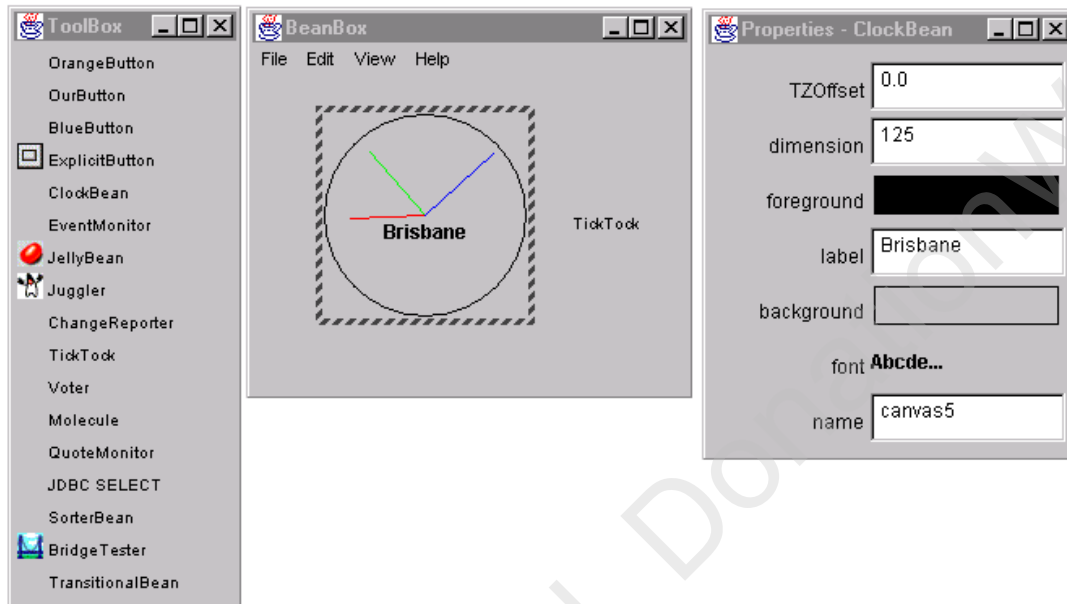 ToolBox
OrangeButton
OurButton
BlueButton
ExplicitButton
ClockBean
EventMonitor
JellyBean
Juggler
ChangeReporter
TickTock
Voter
Molecule
QuoteMonitor
JDBC SELECT
SorterBean
BridgeTester
TransitionalBean
BeanBox
File Edit View Help
Brisbane
TickTock
Properties - ClockBean
TZOffset 0.0
dimension 125
foreground
label Brisbane
background
font Abcde...
name canvas5